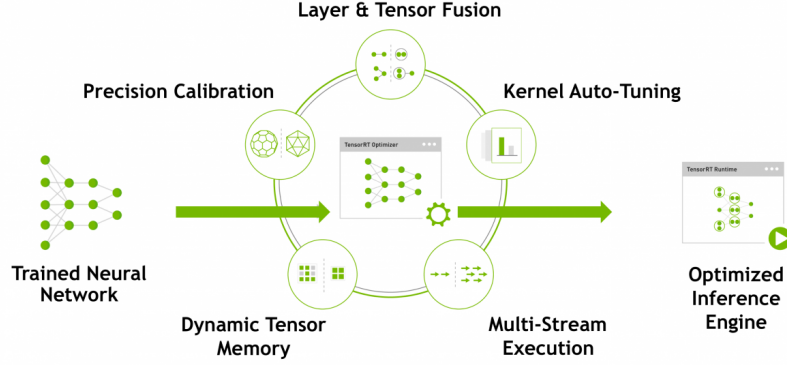 Layer & Tensor Fusion
Precision Calibration
Kernel Auto-Tuning
TensorRT Optimizer
TensorRT Runtime
Trained Neural
Network
Dynamic Tensor
Memory
Multi-Stream
Execution
Optimized
Inference
Engine